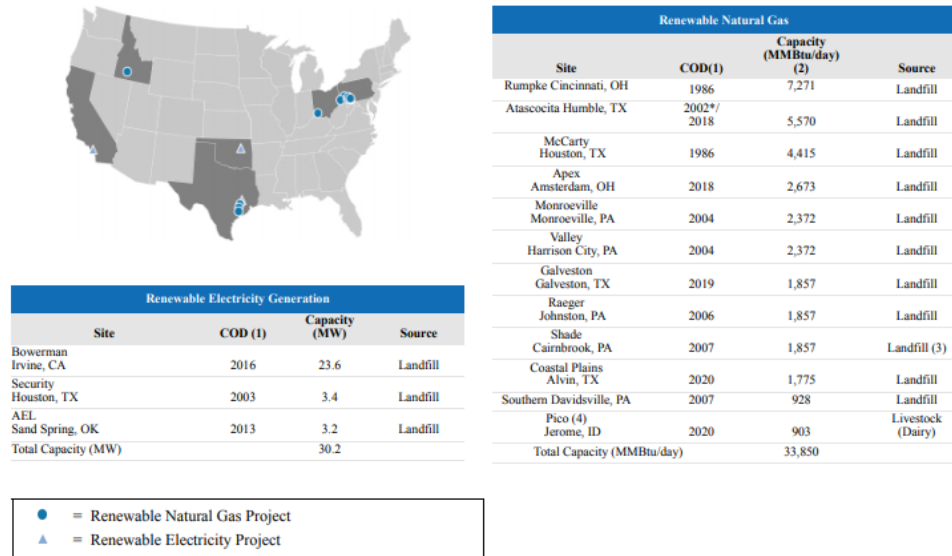 Renewable Natural Gas
Site COD(1) Capacity (MMBtu/day) (2) Source
Rumpke Cincinnati, OH 1986 7,271 Landfill
Atascocita Humble, TX 2002*/ 2018 5,570 Landfill
McCarty
Houston, TX 1986 4,415 Landfill
Apex
Amsterdam, OH 2018 2,673 Landfill
Monroeville
Monroeville, PA 2004 2,372 Landfill
Valley
Harrison City, PA 2004 2,372 Landfill
Galveston
Galveston, TX 2019 1,857 Landfill
Raeger
Johnston, PA 2006 1,857 Landfill
Shade
Cairnbrook, PA 2007 1,857 Landfill (3)
Coastal Plains
Alvin, TX 2020 1,775 Landfill
Southern Davidsville, PA 2007 928 Landfill
Pico (4) Livestock
Jerome, ID 2020 903 (Dairy)
Total Capacity (MMBtu/day) 33,850
Renewable Electricity Generation
Site COD (1) Capacity (MW) Source
Bowerman
Irvine, CA 2016 23.6 Landfill
Security
Houston, TX 2003 3.4 Landfill
AEL
Sand Spring, OK 2013 3.2 Landfill
Total Capacity (MW) 30.2
= Renewable Natural Gas Project
= Renewable Electricity Project